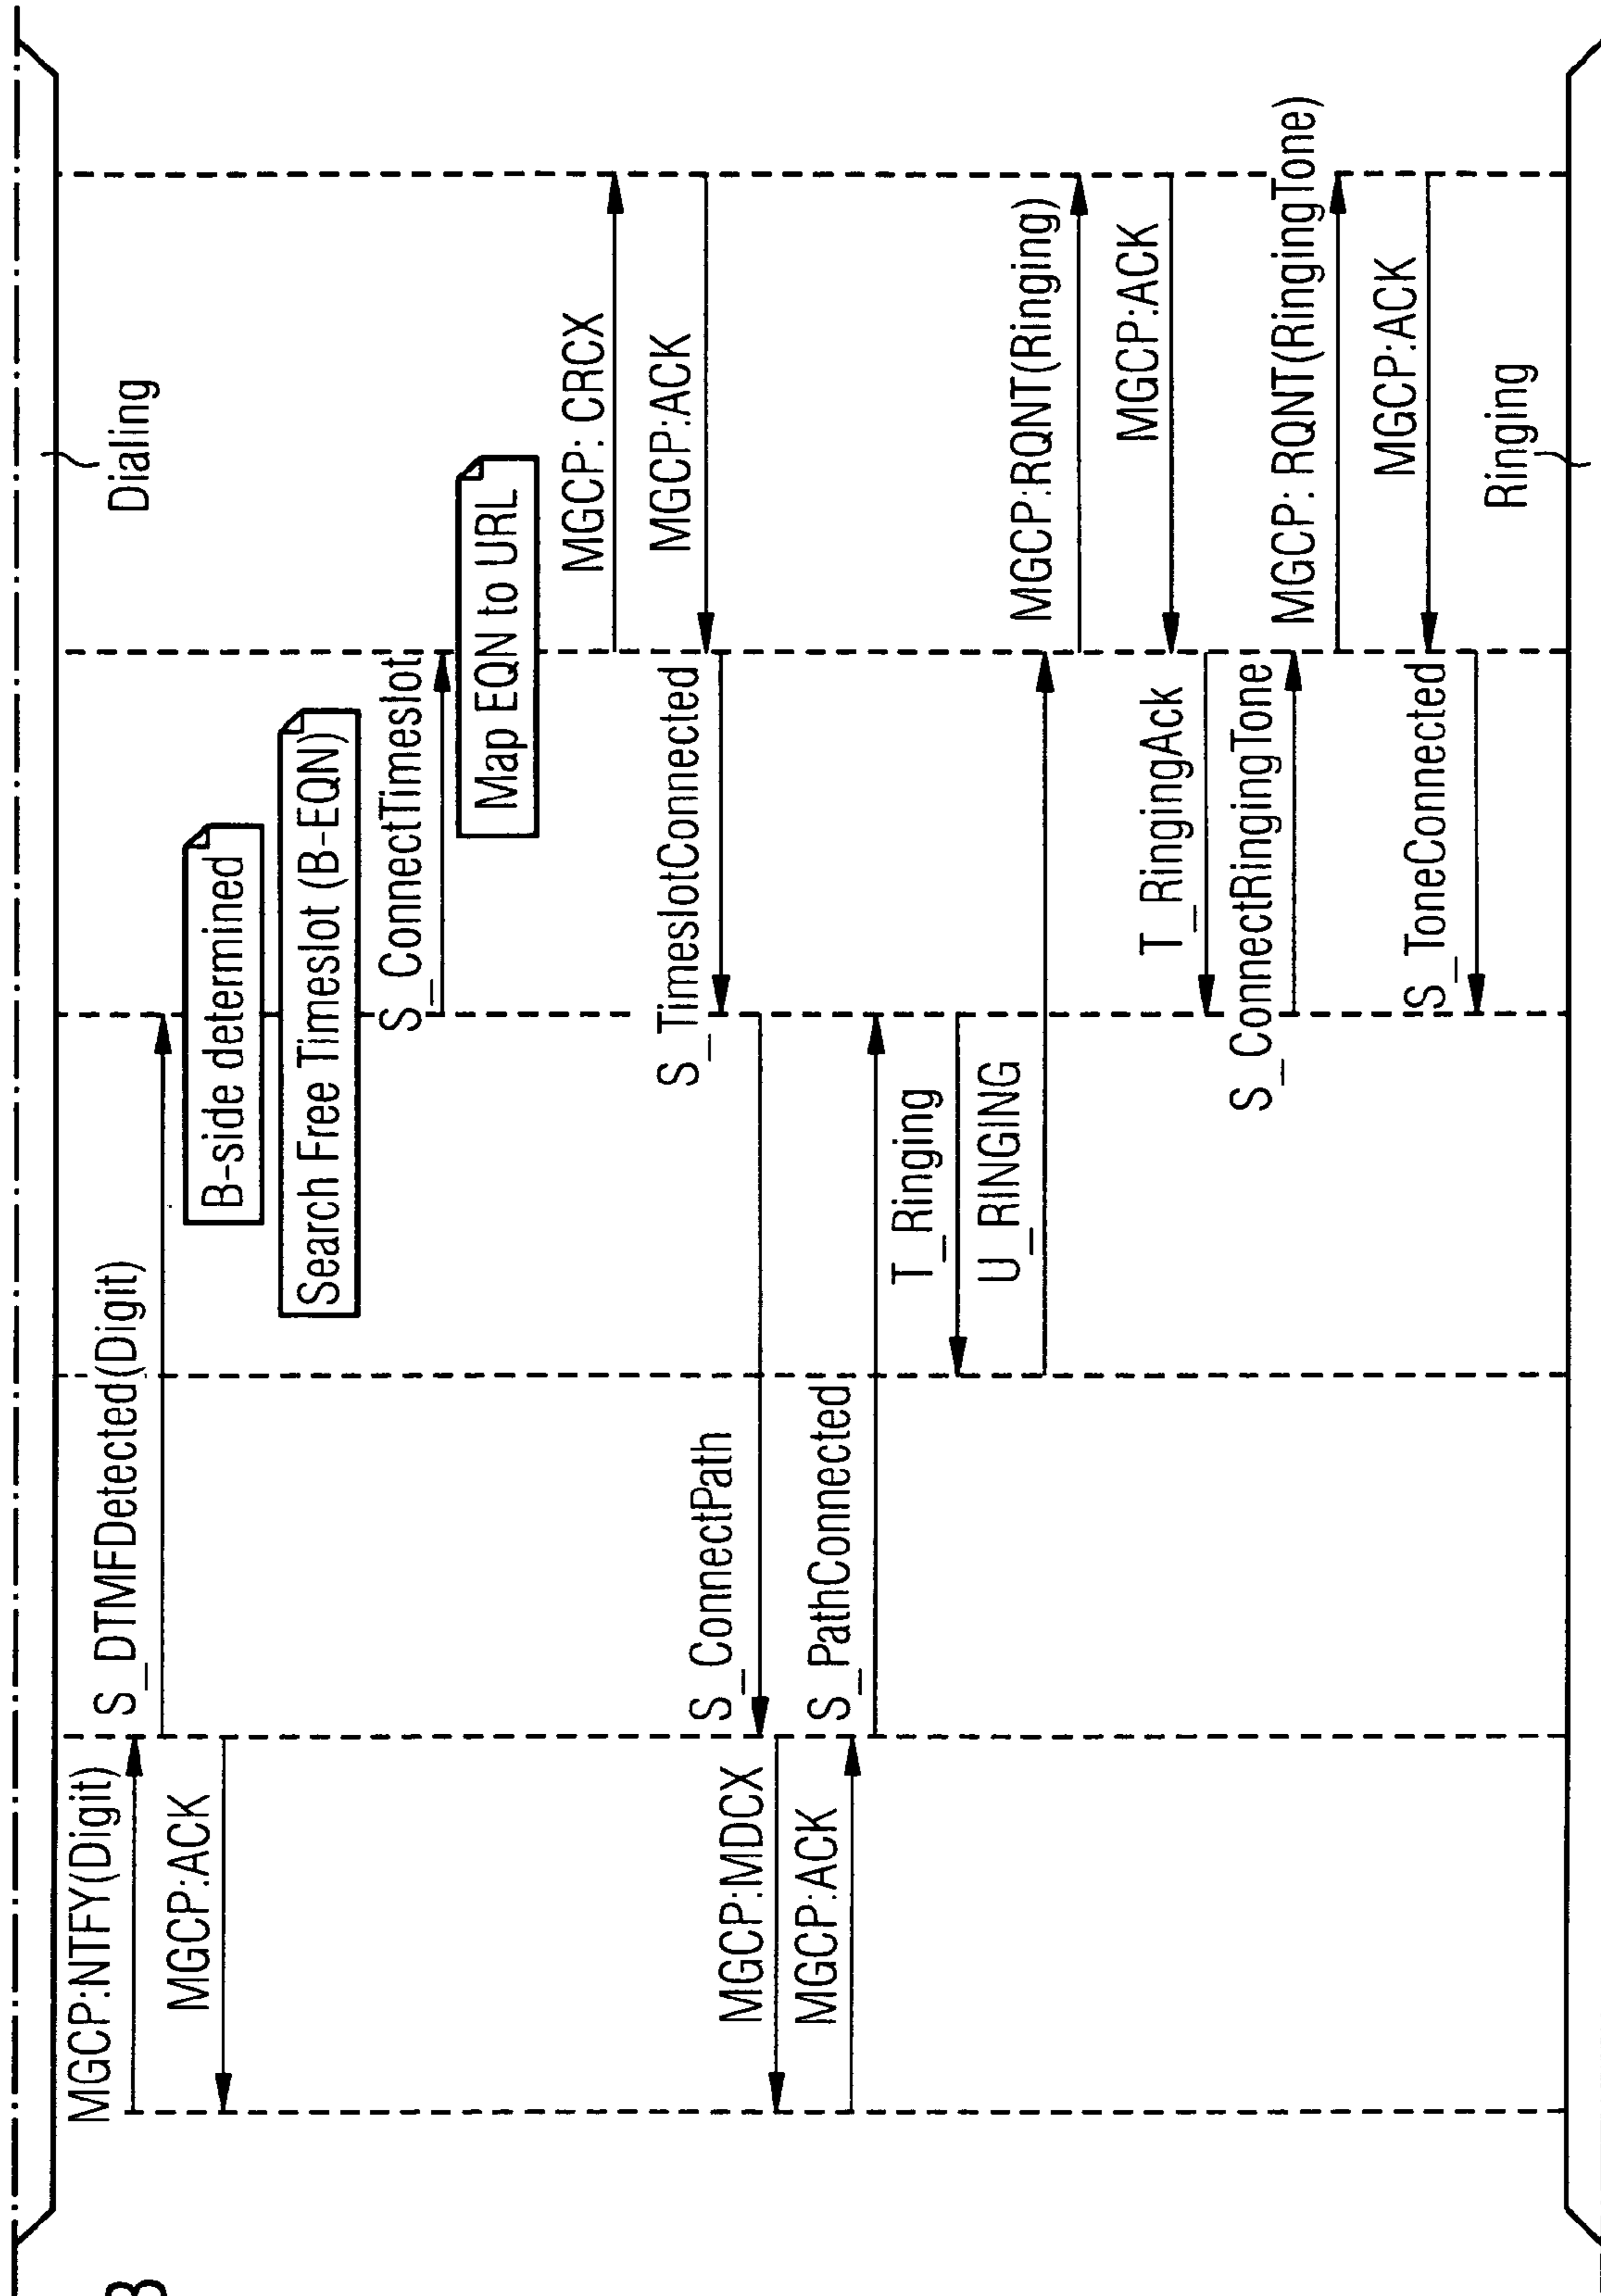 Dialing
MGCP:NTFY(Digit)
S_DTMFDetected(Digit)
MGCP:ACK
B-side determined
Search Free Timeslot (B-EQN)
S_ConnectTimeslot
Map EQN to URL
MGCP: CRCX
MGCP:ACK
S_TimeslotConnected
S_ConnectPath
MGCP:MDCX
MGCP:ACK
S_PathConnected
T_Ringing
U_RINGING
MGCP:RQNT(Ringing)
MGCP:ACK
T_RingingAck
S_ConnectRingingTone
MGCP: RQNT(RingingTone)
MGCP:ACK
S_ToneConnected
Ringing